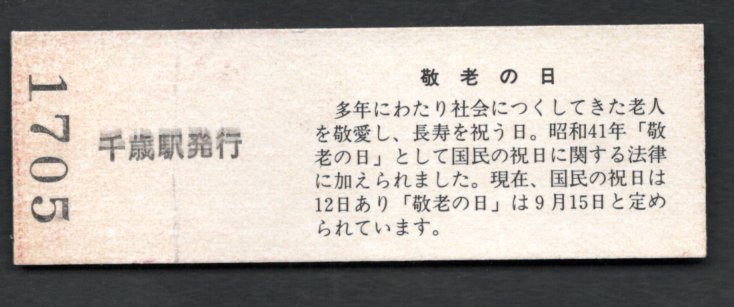 1705
千歳駅発行
敬老の日
多年にわたり社会につくしてきた老人
を敬愛し、長寿を祝う日。昭和41年「敬
老の日」として国民の祝日に関する法律
に加えられました。現在、国民の祝日は
12日あり「敬老の日」は9月15日と定め
られています。